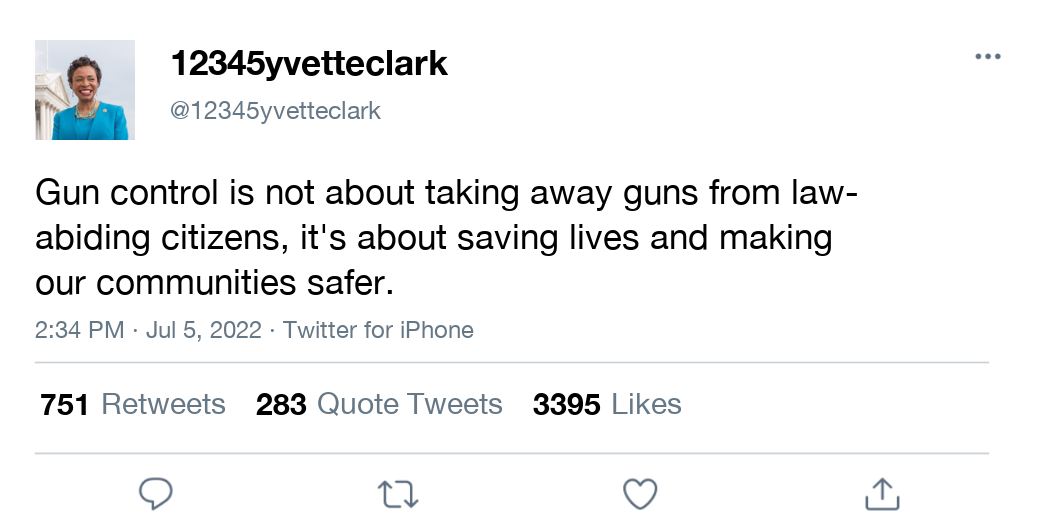 12345yvetteclark
@12345yvetteclark
Gun control is not about taking away guns from law-
abiding citizens, it's about saving lives and making
our communities safer.
2:34 PM · Jul 5, 2022 · Twitter for iPhone
751 Retweets 283 Quote Tweets 3395 Likes